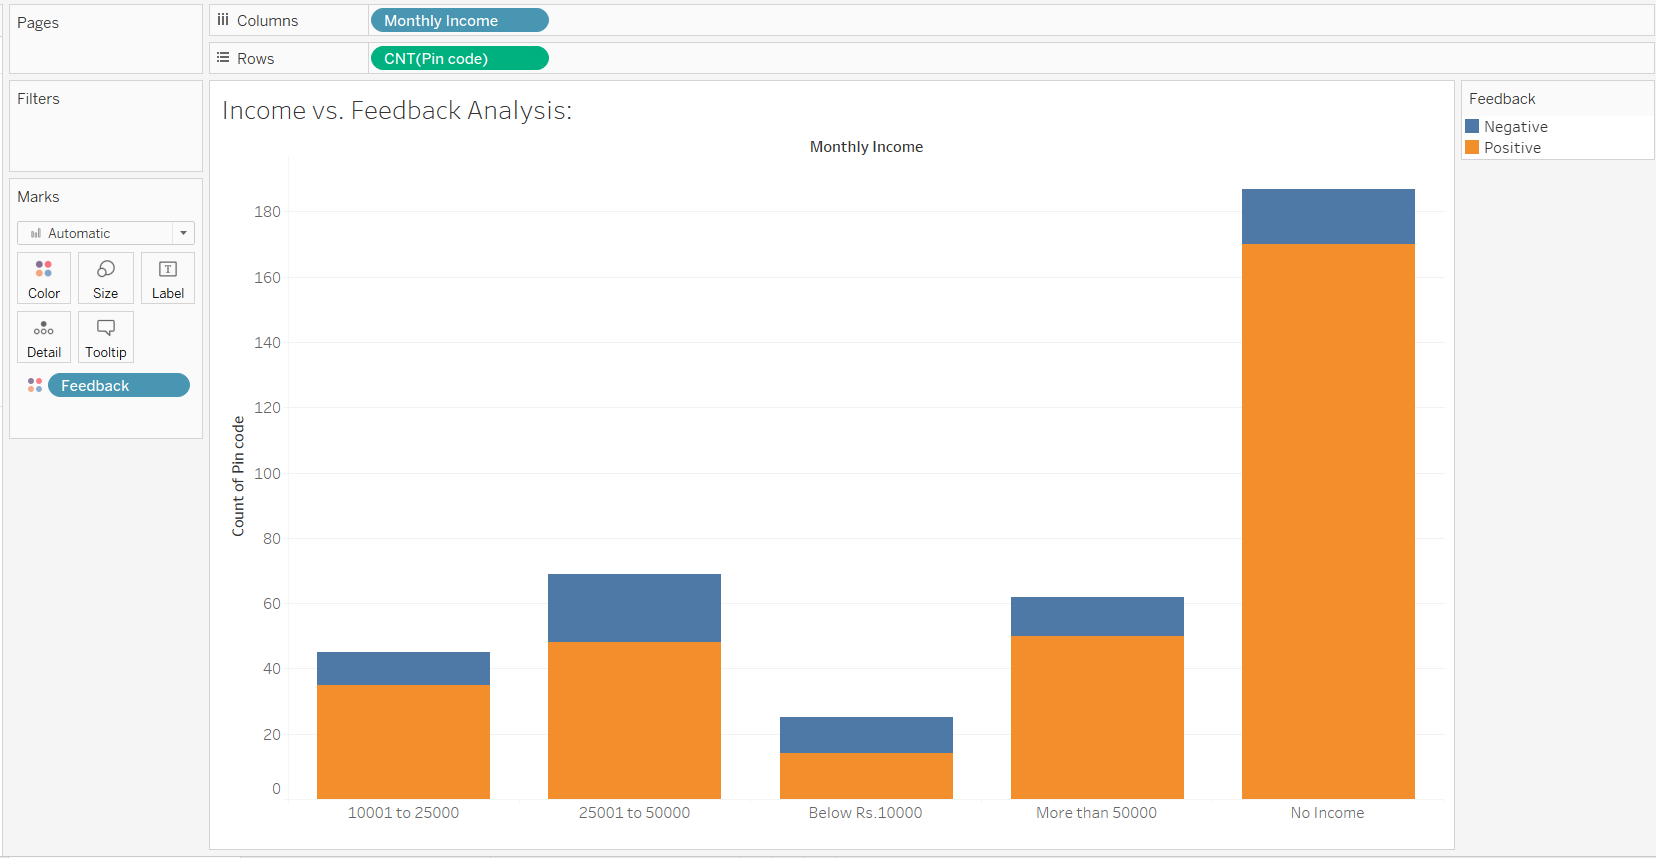 Pages
Columns
Monthly Income
Rows
CNT(Pin code)
Filters
Marks
Automatic
Color
Size
Label
Detail
Tooltip
Feedback
Income vs. Feedback Analysis:
Monthly Income
Count of Pin code
180
160
140
120
100
80
60
40
20
0
10001 to 25000
25001 to 50000
Below Rs.10000
More than 50000
No Income
Feedback
Negative
Positive